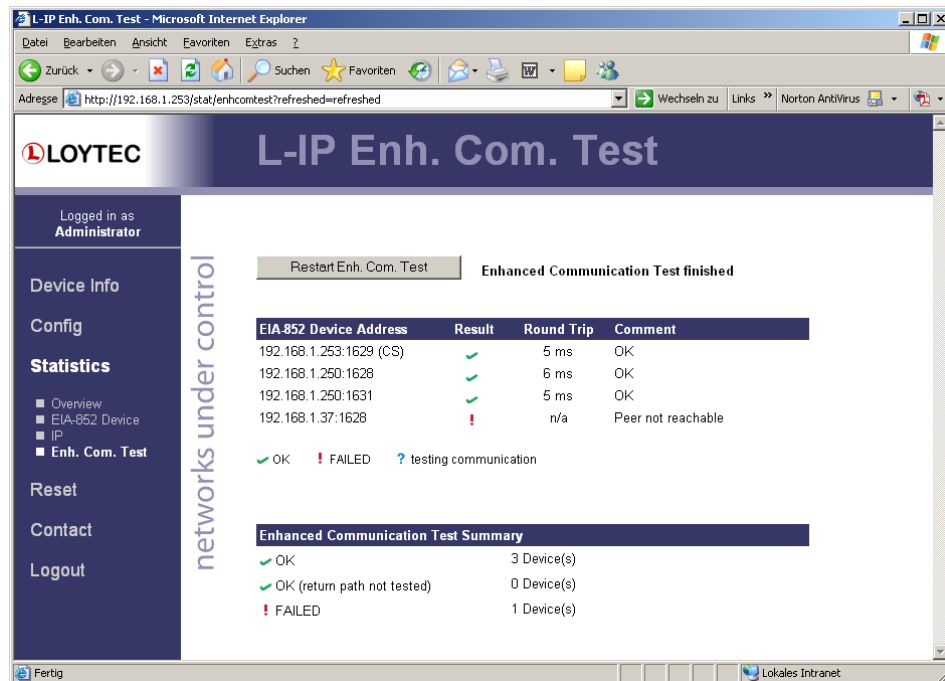 L-IP Enh. Com. Test - Microsoft Internet Explorer
Datei Bearbeiten Ansicht Favoriten Extras ?
Zurück Suchen Favoriten
Adresse http://192.168.1.253/stat/enhcomtest?refreshed=refreshed Wechseln zu Links » Norton AntiVirus
LOYTEC
L-IP Enh. Com. Test
Logged in as
Administrator
Device Info
Config
Statistics
Overview
EIA-852 Device
IP
Enh. Com. Test
Reset
Contact
Logout
networks under control
Restart Enh. Com. Test Enhanced Communication Test finished
EIA-852 Device Address Result Round Trip Comment
192.168.1.253:1629 (CS) 5 ms OK
192.168.1.250:1628 6 ms OK
192.168.1.250:1631 5 ms OK
192.168.1.37:1628 ! n/a Peer not reachable
OK ! FAILED ? testing communication
Enhanced Communication Test Summary
OK 3 Device(s)
OK (return path not tested) 0 Device(s)
! FAILED 1 Device(s)
Fertig Lokales Intranet